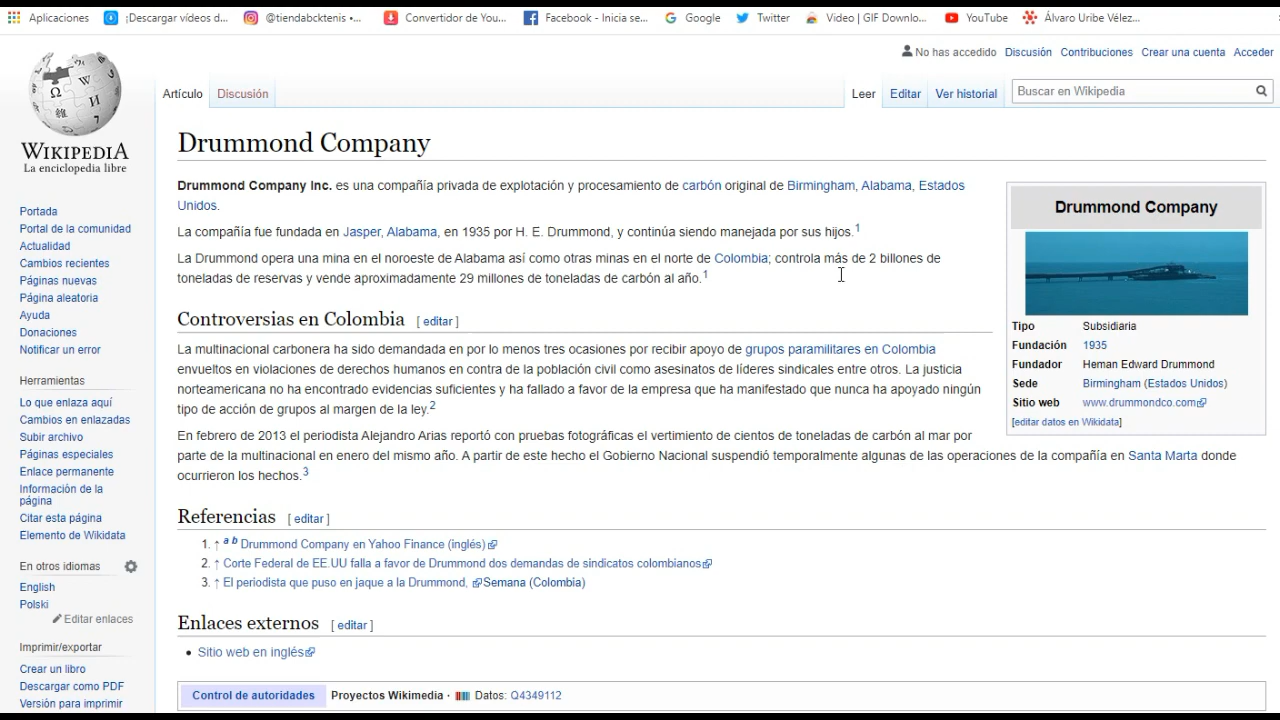 Aplicaciones ¡Descargar vídeos d... @tiendabcktenis •... Convertidor de You... Facebook - Inicia se... Google Twitter Video | GIF Downlo... YouTube Álvaro Uribe Vélez...
No has accedido Discusión Contribuciones Crear una cuenta Acceder
Artículo Discusión Leer Editar Ver historial Buscar en Wikipedia
WIKIPEDIA
La enciclopedia libre
Portada
Portal de la comunidad
Actualidad
Cambios recientes
Páginas nuevas
Página aleatoria
Ayuda
Donaciones
Notificar un error
Herramientas
Lo que enlaza aquí
Cambios en enlazadas
Subir archivo
Páginas especiales
Enlace permanente
Información de la
página
Citar esta página
Elemento de Wikidata
En otros idiomas
English
Polski
Editar enlaces
Imprimir/exportar
Crear un libro
Descargar como PDF
Versión para imprimir
Drummond Company
Drummond Company Inc. es una compañía privada de explotación y procesamiento de carbón original de Birmingham, Alabama, Estados
Unidos.
La compañía fue fundada en Jasper, Alabama, en 1935 por H. E. Drummond, y continúa siendo manejada por sus hijos.1
La Drummond opera una mina en el noroeste de Alabama así como otras minas en el norte de Colombia; controla más de 2 billones de
toneladas de reservas y vende aproximadamente 29 millones de toneladas de carbón al año.1
Drummond Company
Tipo Subsidiaria
Fundación 1935
Fundador Heman Edward Drummond
Sede Birmingham (Estados Unidos)
Sitio web www.drummondco.com
[editar datos en Wikidata]
Controversias en Colombia [ editar ]
La multinacional carbonera ha sido demandada en por lo menos tres ocasiones por recibir apoyo de grupos paramilitares en Colombia
envueltos en violaciones de derechos humanos en contra de la población civil como asesinatos de líderes sindicales entre otros. La justicia
norteamericana no ha encontrado evidencias suficientes y ha fallado a favor de la empresa que ha manifestado que nunca ha apoyado ningún
tipo de acción de grupos al margen de la ley.2
En febrero de 2013 el periodista Alejandro Arias reportó con pruebas fotográficas el vertimiento de cientos de toneladas de carbón al mar por
parte de la multinacional en enero del mismo año. A partir de este hecho el Gobierno Nacional suspendió temporalmente algunas de las operaciones de la compañía en Santa Marta donde
ocurrieron los hechos.3
Referencias [ editar ]
1. ↑ a b Drummond Company en Yahoo Finance (inglés)
2. ↑ Corte Federal de EE.UU falla a favor de Drummond dos demandas de sindicatos colombianos
3. ↑ El periodista que puso en jaque a la Drummond, Semana (Colombia)
Enlaces externos [ editar ]
• Sitio web en inglés
Control de autoridades Proyectos Wikimedia · Datos: Q4349112